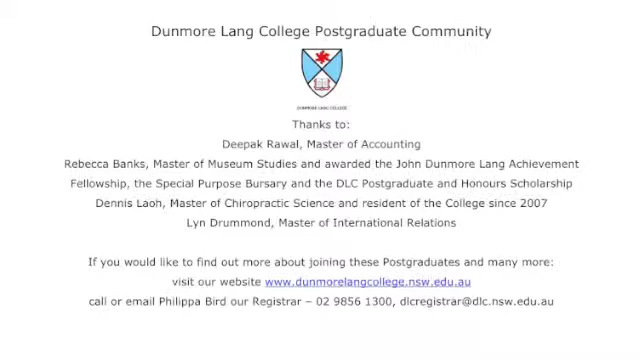 Dunmore Lang College Postgraduate Community
DUNMORE LANG COLLEGE
Thanks to:
Deepak Rawal, Master of Accounting
Rebecca Banks, Master of Museum Studies and awarded the John Dunmore Lang Achievement
Fellowship, the Special Purpose Bursary and the DLC Postgraduate and Honours Scholarship
Dennis Laoh, Master of Chiropractic Science and resident of the College since 2007
Lyn Drummond, Master of International Relations
If you would like to find out more about joining these Postgraduates and many more:
visit our website www.dunmorelangcollege.nsw.edu.au
call or email Philippa Bird our Registrar – 02 9856 1300, dlcregistrar@dlc.nsw.edu.au